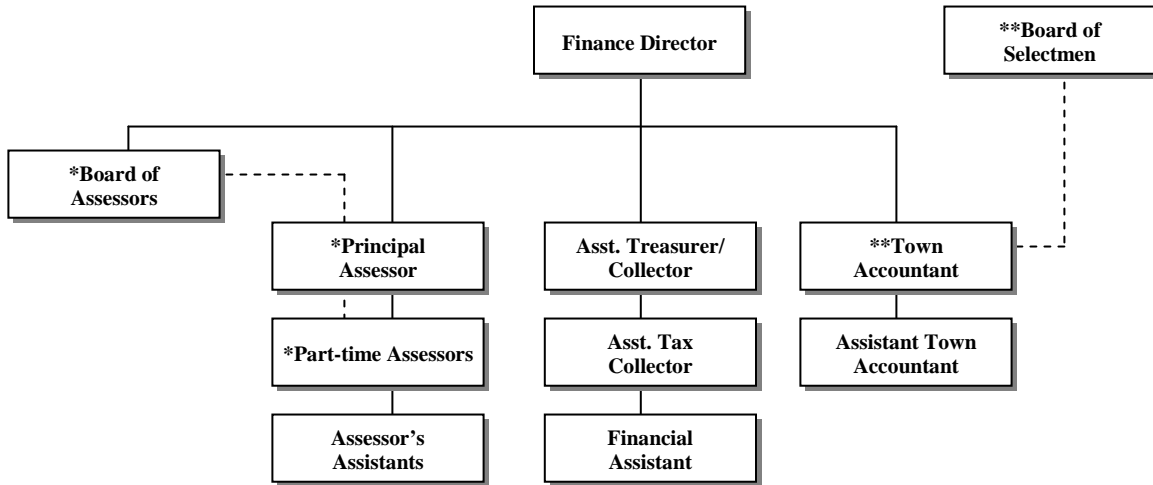 Finance Director
**Board of
Selectmen
*Board of
Assessors
*Principal
Assessor
Asst. Treasurer/
Collector
**Town
Accountant
*Part-time Assessors
Asst. Tax
Collector
Assistant Town
Accountant
Assessor’s
Assistants
Financial
Assistant